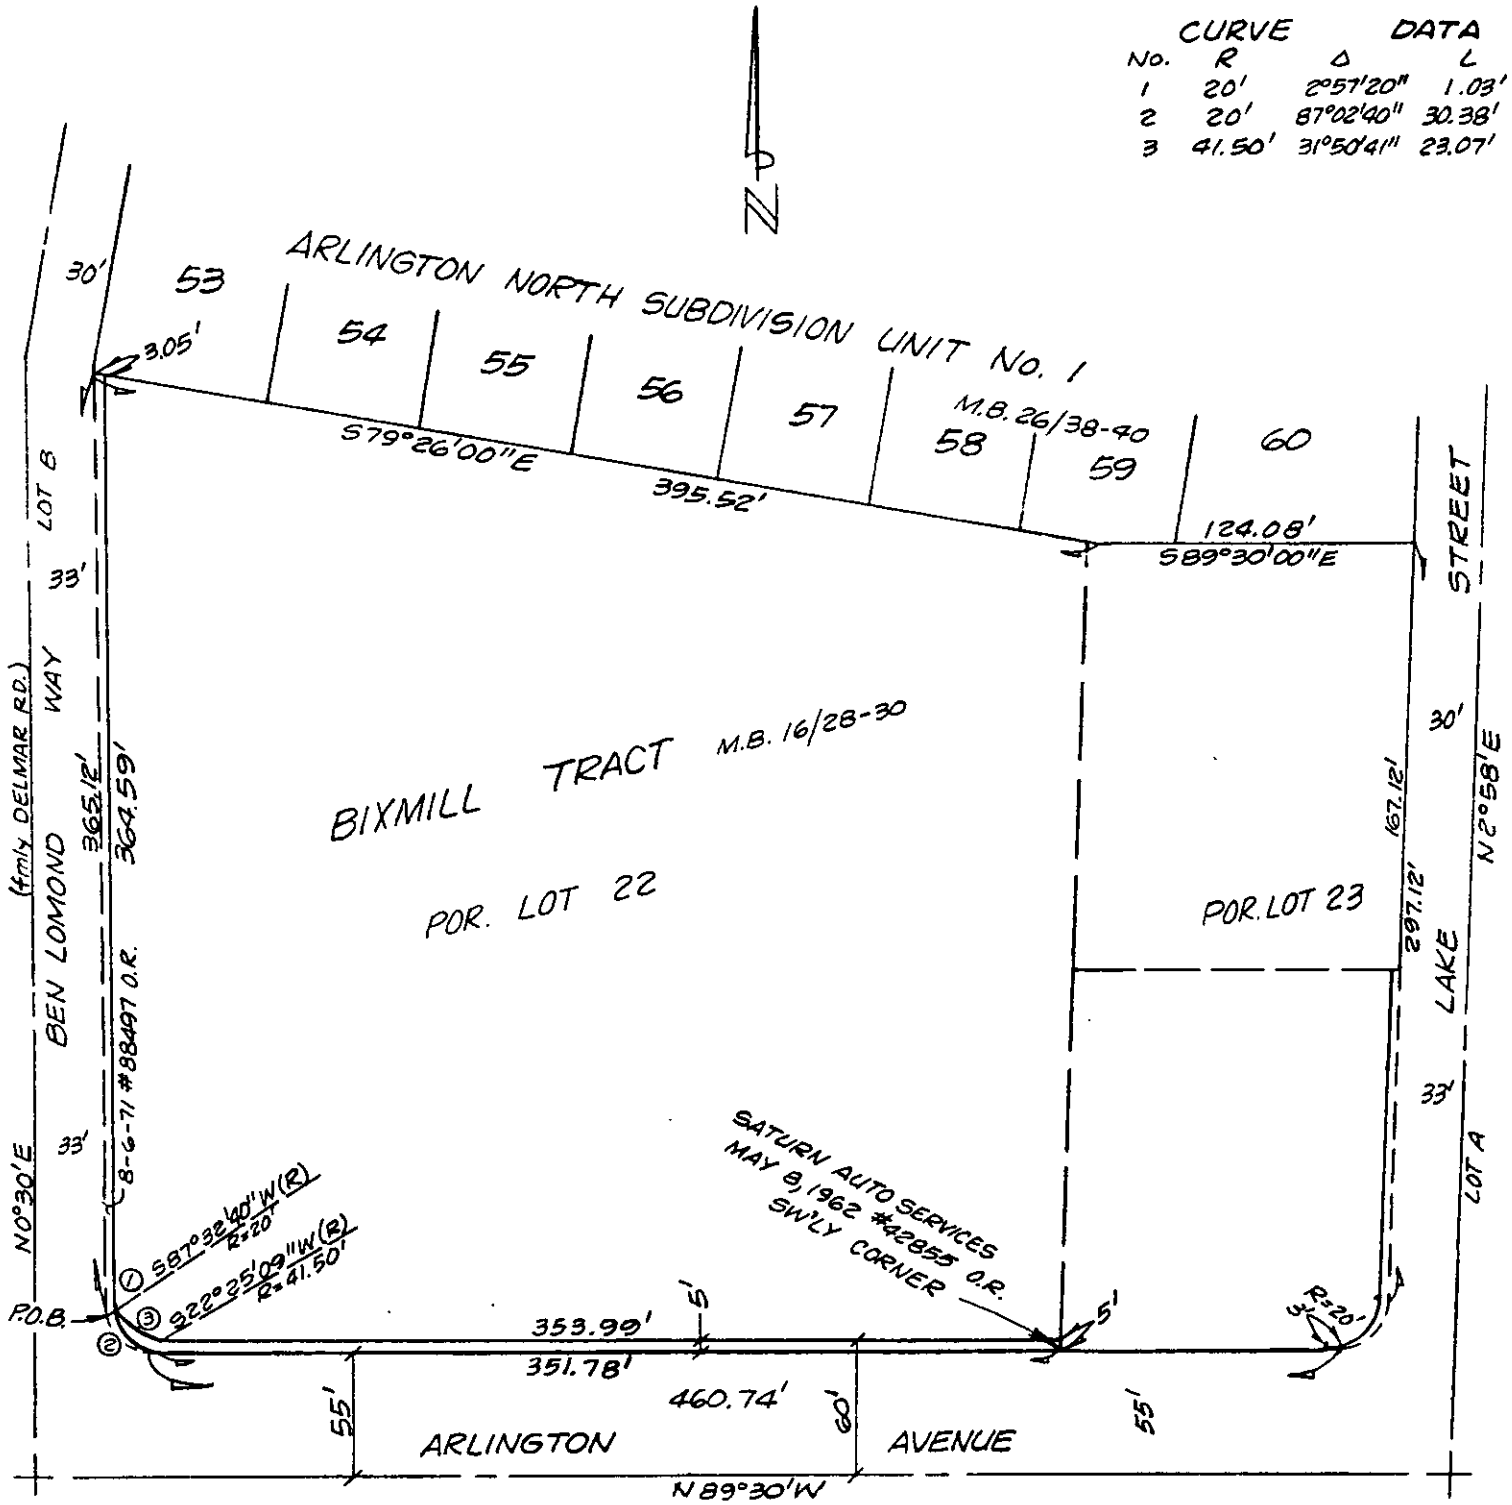 CURVE DATA
No. R Δ L
1 20' 2°57'20" 1.03'
2 20' 87°02'40" 30.38'
3 41.50' 31°50'41" 23.07'
N
ARLINGTON NORTH SUBDIVISION UNIT No. 1
M.B. 26/38-40
30'
53
54
55
56
57
58
59
60
3.05'
S79°26'00"E
395.52'
124.08'
S89°30'00"E
LOT B
33'
(fmly DELMAR RD.)
BEN LOMOND WAY
365.12'
364.59'
8-6-71 #88497 O.R.
33'
N0°30'E
BIXMILL TRACT M.B. 16/28-30
POR. LOT 22
POR. LOT 23
STREET
30'
N2°58'E
167.12'
297.12'
LAKE
33'
LOT A
S87°32'40"W(R)
R=20'
S22°25'09"W(R)
R=41.50'
1
3
2
P.O.B.
SATURN AUTO SERVICES
MAY 8, 1962 #42855 O.R.
SW'LY CORNER
5'
5'
R=20'
3'
353.99'
351.78'
460.74'
55'
60'
55'
ARLINGTON AVENUE
N89°30'W